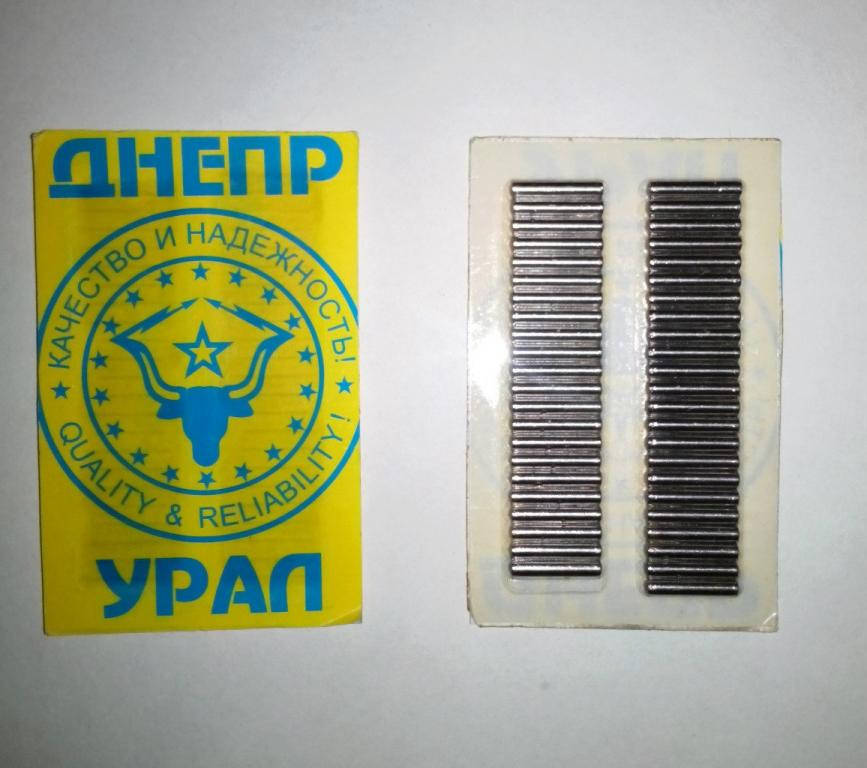 ДНЕПР
КАЧЕСТВО И НАДЕЖНОСТЬ!
QUALITY & RELIABILITY!
УРАЛ